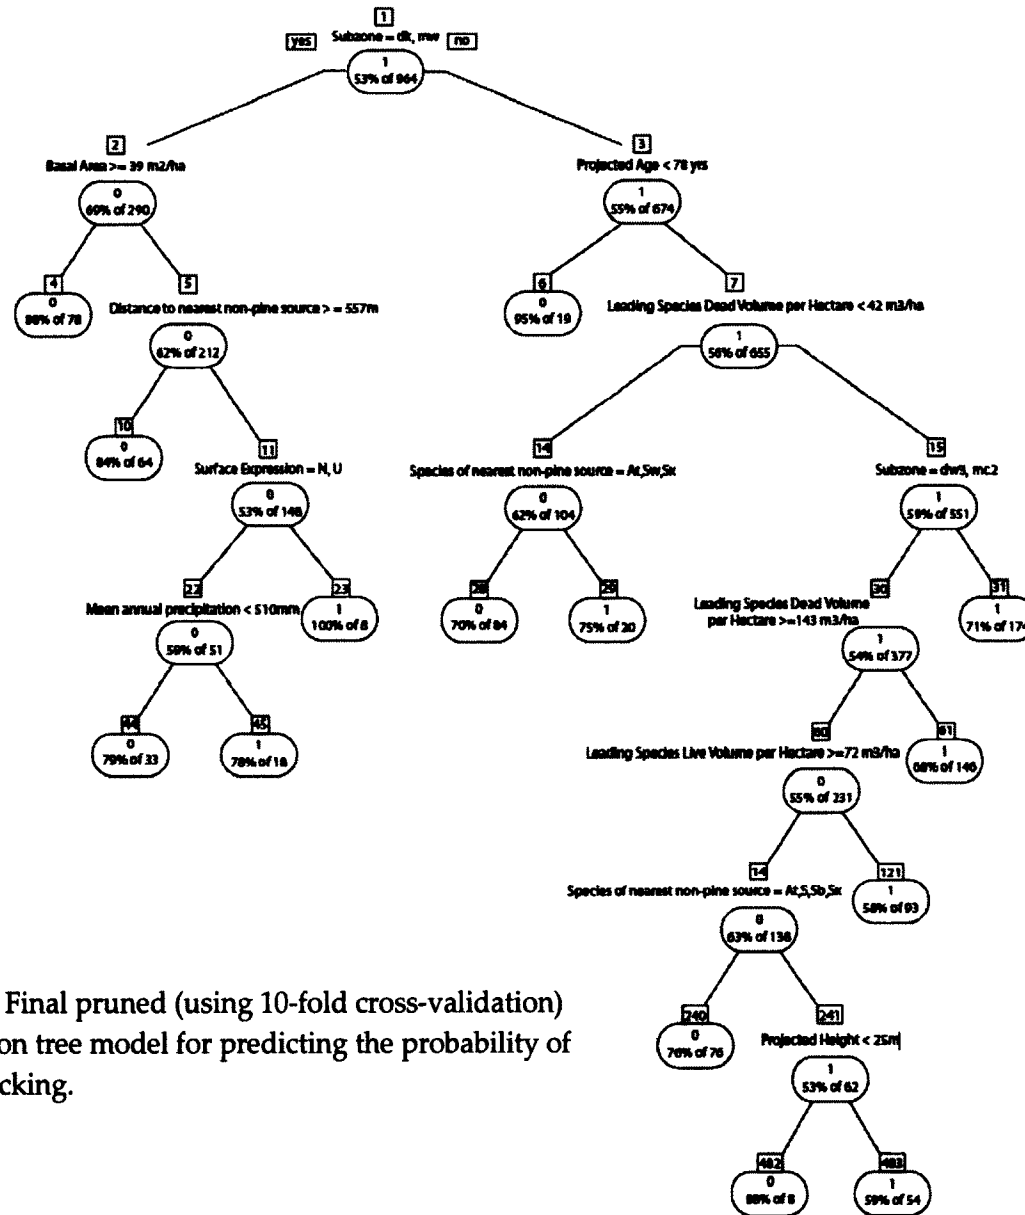 1
yes
Subzone = dk, mw
no
1
53% of 964
2
Basal Area >= 39 m2/ha
0
69% of 290
3
Projected Age < 78 yrs
1
55% of 674
4
0
of 78
5
Distance to nearest non-pine source > = 557m
0
62% of 212
6
0
95% of 19
7
Leading Species Dead Volume per Hectare < 42 m3/ha
1
56% of 655
10
0
84% of 64
11
Surface Expression = N, U
0
53% of 148
14
Species of nearest non-pine source = At,Sw,Sx
0
62% of 104
15
Subzone = dw3, mc2
1
59% of 551
22
Mean annual precipitation < 510mm
0
59% of 51
23
1
100% of 8
28
0
70% of 84
29
1
75% of 20
30
Leading Species Dead Volume
per Hectare >=143 m3/ha
1
54% of 377
31
1
71% of 174
44
0
79% of 33
45
1
78% of 18
60
Leading Species Live Volume per Hectare >=72 m3/ha
0
55% of 231
61
1
68% of 146
14
Species of nearest non-pine source = At,S,Sb,Sx
0
63% of 138
121
1
58% of 93
240
0
76% of 76
241
Projected Height < 25m
1
53% of 62
482
0
88% of 8
483
1
59% of 54
Final pruned (using 10-fold cross-validation)
on tree model for predicting the probability of
cking.